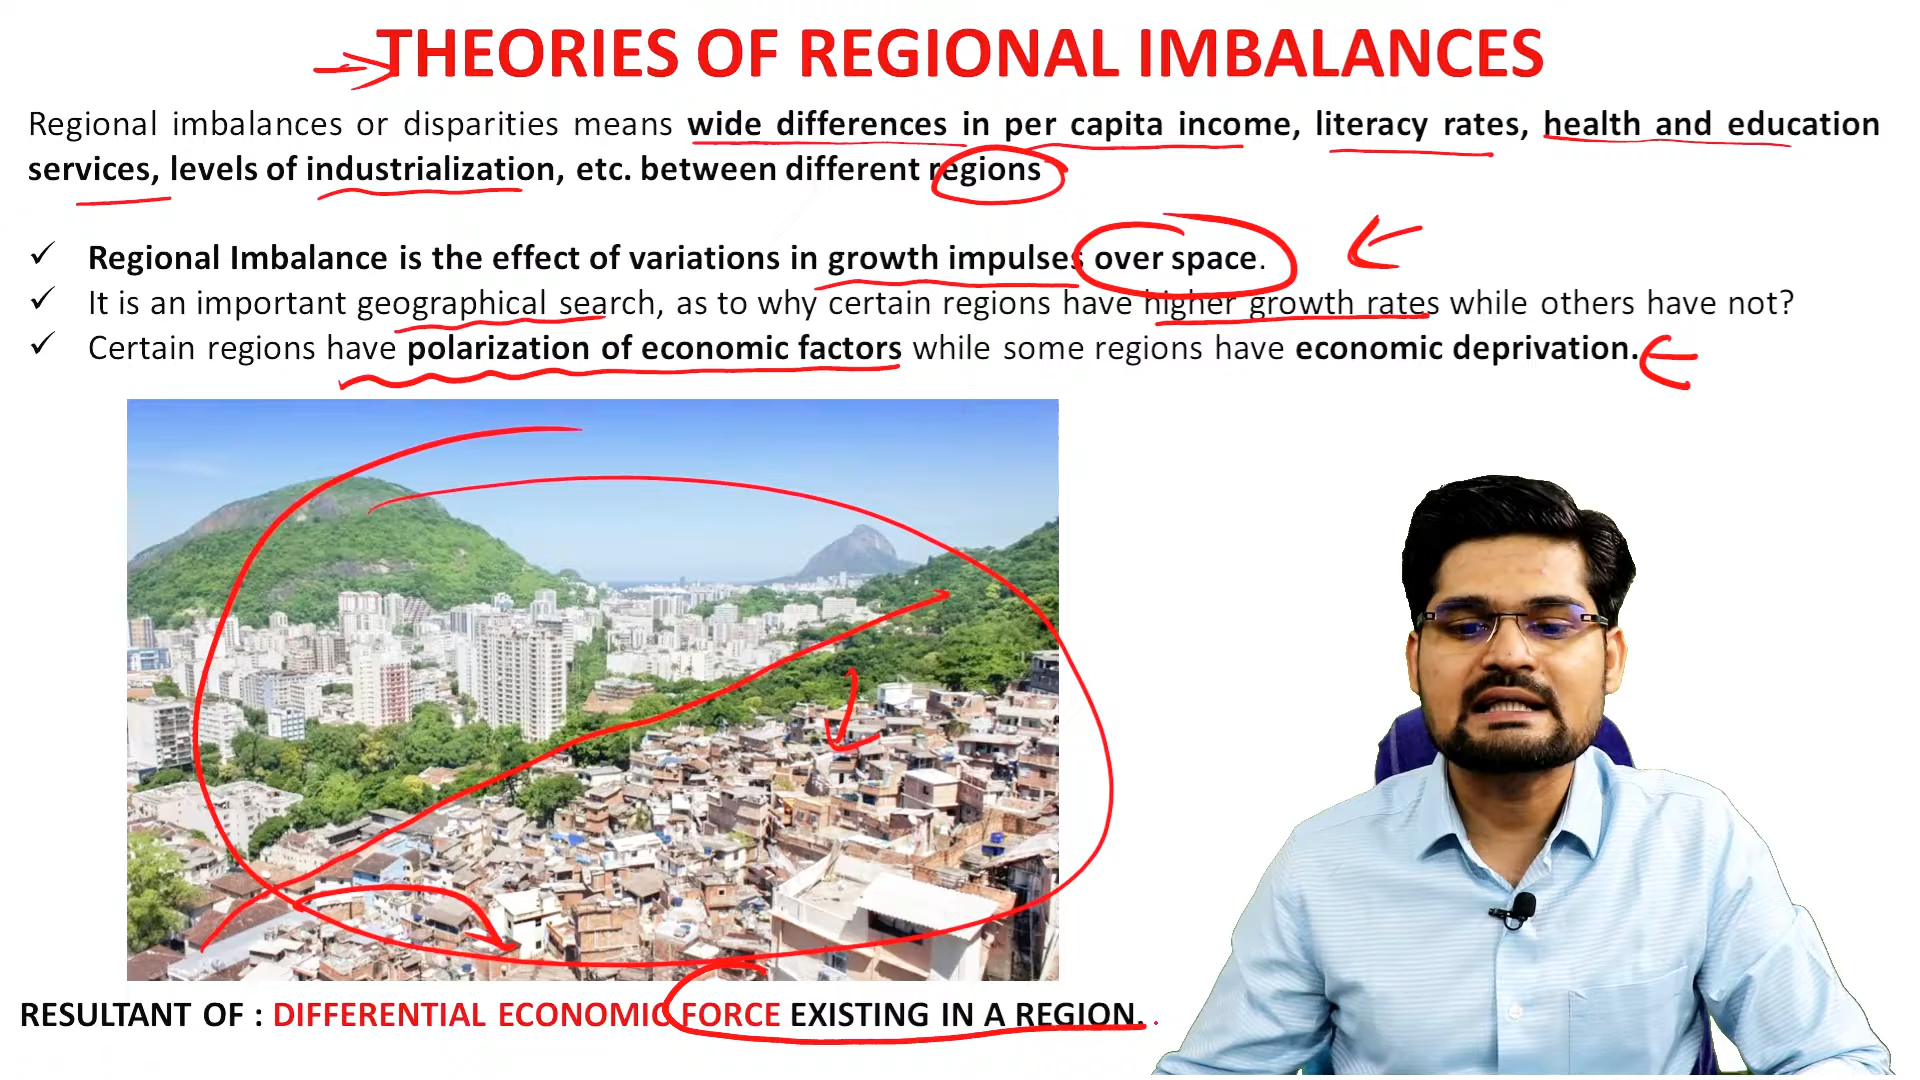 THEORIES OF REGIONAL IMBALANCES
Regional imbalances or disparities means wide differences in per capita income, literacy rates, health and education
services, levels of industrialization, etc. between different regions
✓ Regional Imbalance is the effect of variations in growth impulses over space.
✓ It is an important geographical search, as to why certain regions have higher growth rates while others have not?
✓ Certain regions have polarization of economic factors while some regions have economic deprivation.
RESULTANT OF : DIFFERENTIAL ECONOMIC FORCE EXISTING IN A REGION.